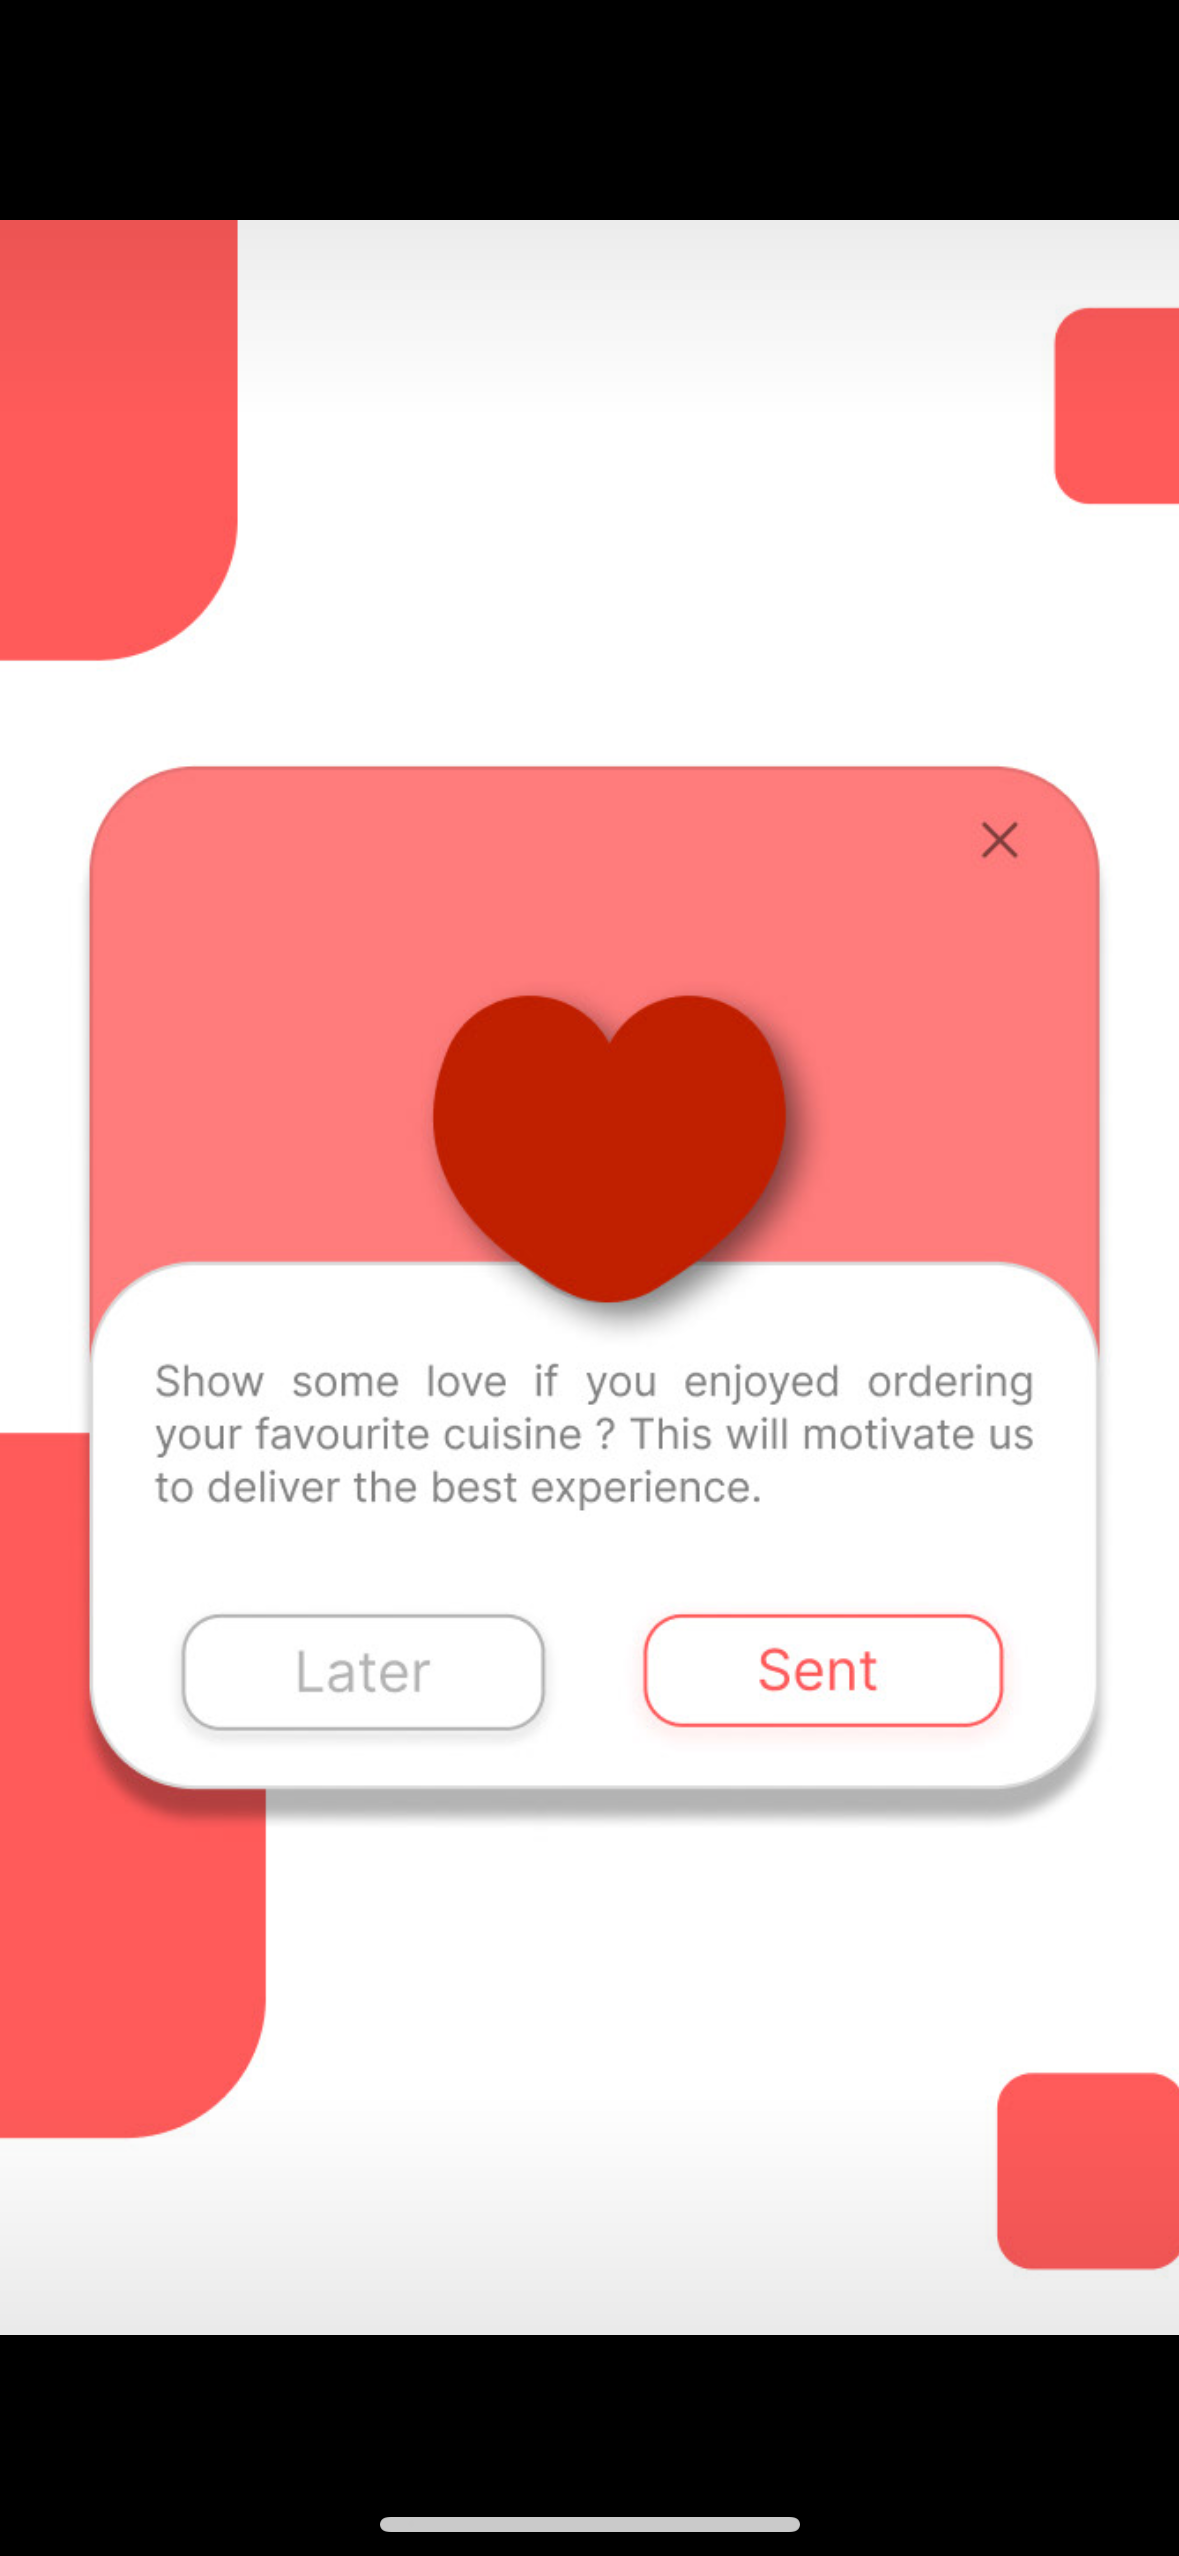 Show some love if you enjoyed ordering
your favourite cuisine ? This will motivate us
to deliver the best experience.
Later
Sent